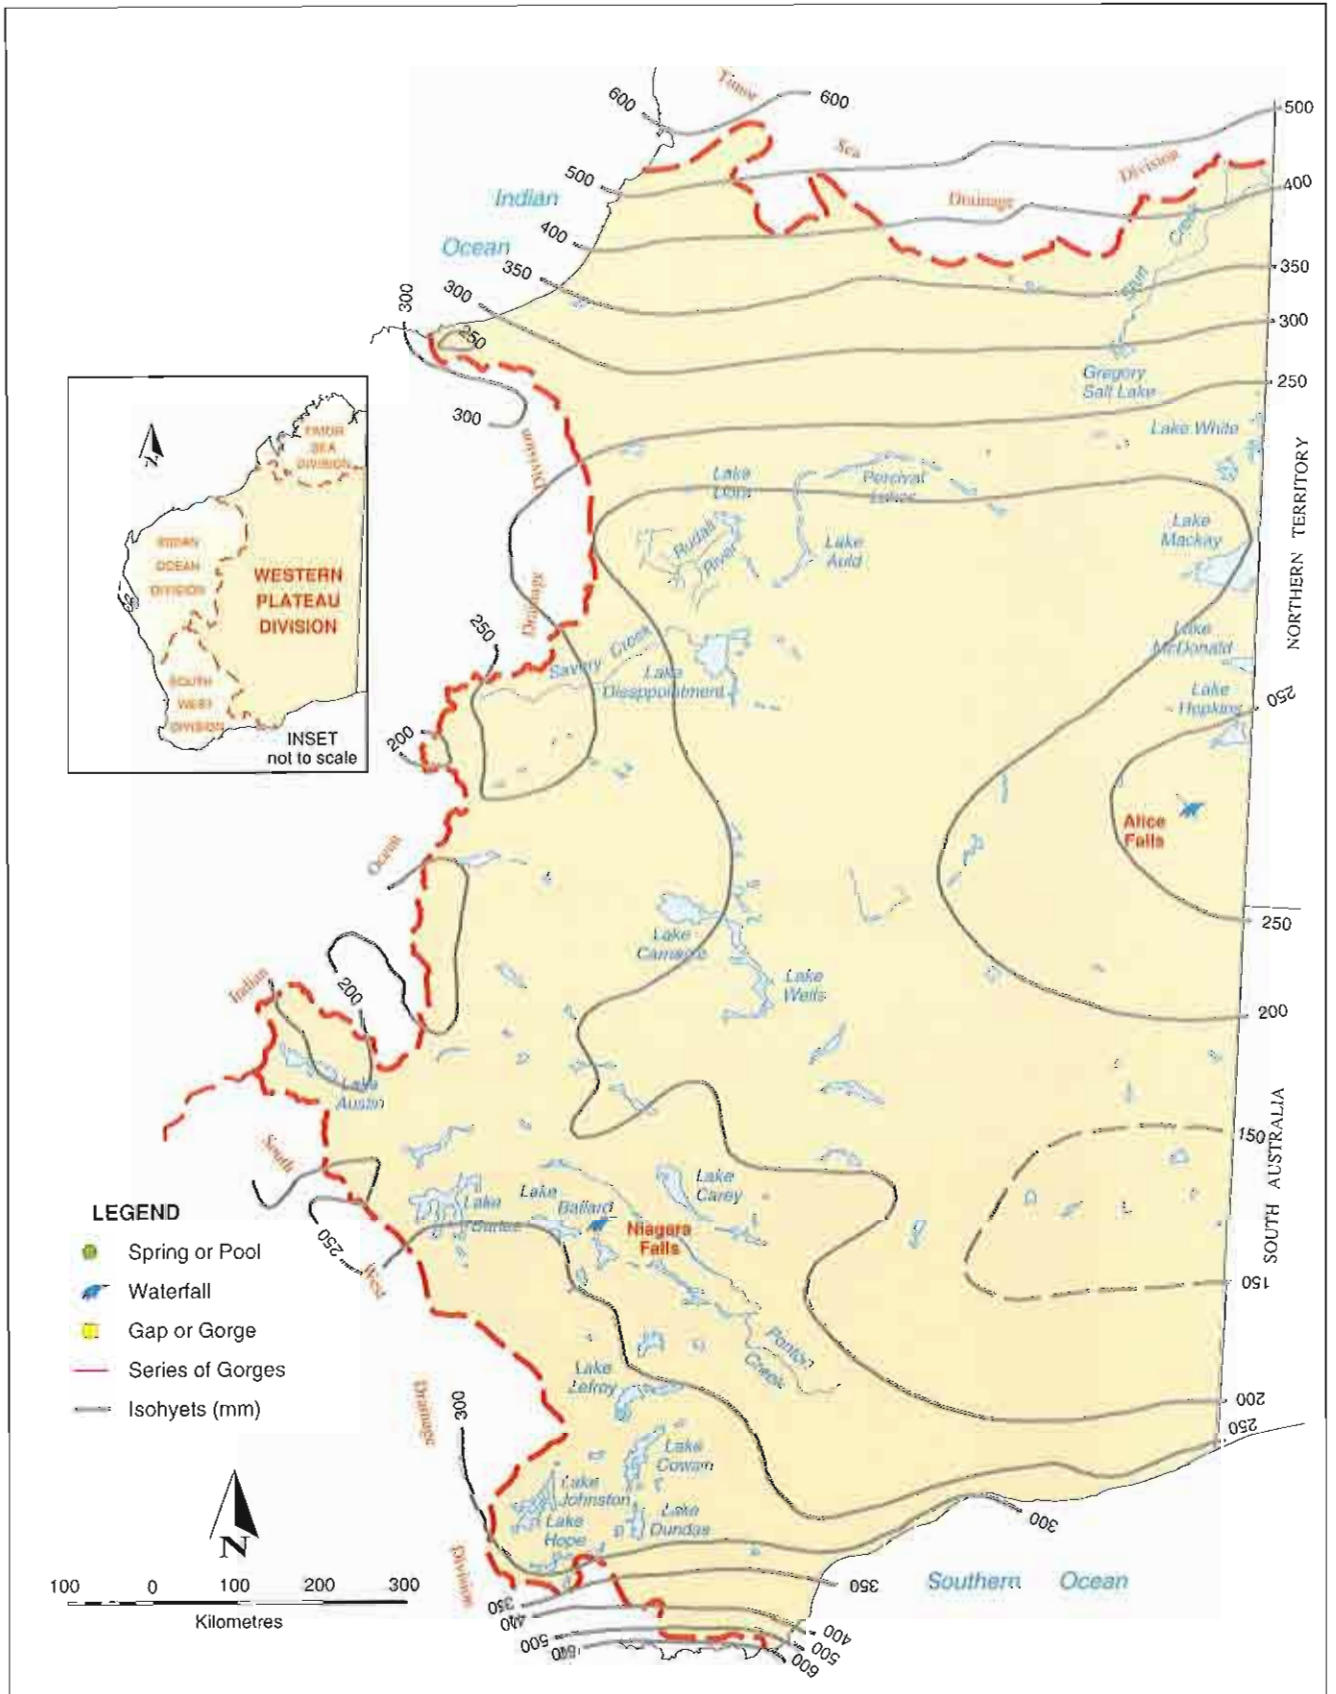 Timor
600
600
Sea
Division
500
500
Drainage
400
Indian
Ocean
400
Creek
Sturt
350
350
300
300
300
250
300
Gregory
Salt Lake
250
Lake White
Division
NORTHERN TERRITORY
Lake
Percival
Lakes
Rudall
River
Lake
Auld
Lake
Mackay
TIMOR
SEA
DIVISION
INDIAN
OCEAN
DIVISION
WESTERN
PLATEAU
DIVISION
SOUTH
WEST
DIVISION
INSET
not to scale
Drainage
250
Savory Creek
Lake
Disappointment
Lake
McDonald
Lake
Hopkins
250
200
Alice
Falls
Ocean
250
Lake
Carnegie
Lake
Wells
Indian
200
200
Lake
Austin
150
SOUTH AUSTRALIA
South
250
West
Lake
Barlee
Lake
Ballard
Niagara
Falls
Lake
Carey
150
LEGEND
Spring or Pool
Waterfall
Gap or Gorge
Series of Gorges
Isohyets (mm)
Ponton
Creek
Lake
Lefroy
200
250
Drainage
300
Lake
Cowan
Lake
Johnston
Lake
Hope
Lake
Dundas
300
N
Division
350
350
400
400
500
500
600
Southern Ocean
100 0 100 200 300
Kilometres